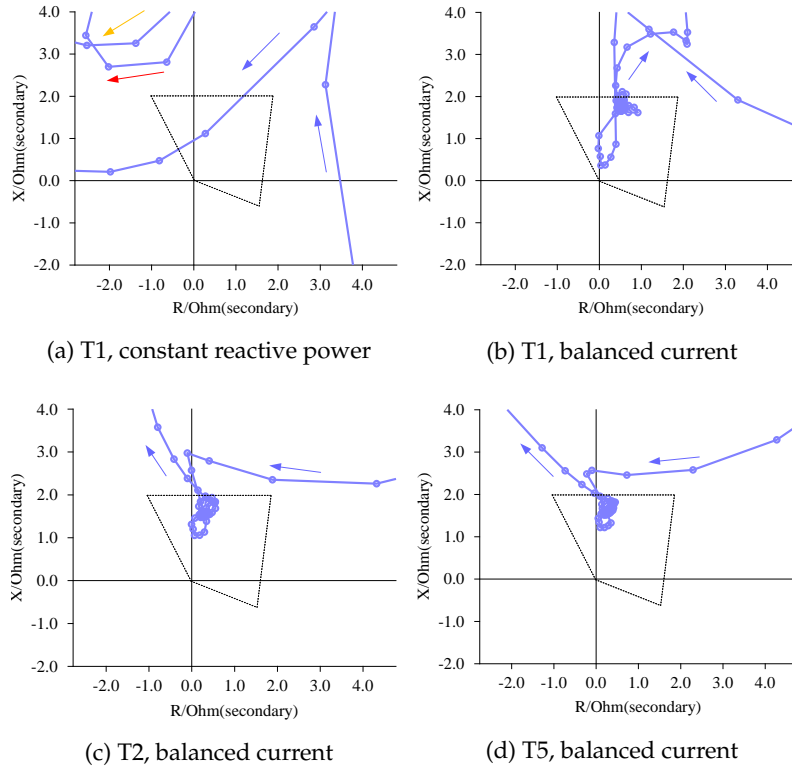 4.0
3.0
2.0
1.0
0.0
-1.0
-2.0
X/Ohm(secondary)
-2.0 -1.0 0.0 1.0 2.0 3.0 4.0
R/Ohm(secondary)
(a) T1, constant reactive power
4.0
3.0
2.0
1.0
0.0
-1.0
-2.0
X/Ohm(secondary)
-2.0 -1.0 0.0 1.0 2.0 3.0 4.0
R/Ohm(secondary)
(b) T1, balanced current
4.0
3.0
2.0
1.0
0.0
-1.0
-2.0
X/Ohm(secondary)
-2.0 -1.0 0.0 1.0 2.0 3.0 4.0
R/Ohm(secondary)
(c) T2, balanced current
4.0
3.0
2.0
1.0
0.0
-1.0
-2.0
X/Ohm(secondary)
-2.0 -1.0 0.0 1.0 2.0 3.0 4.0
R/Ohm(secondary)
(d) T5, balanced current